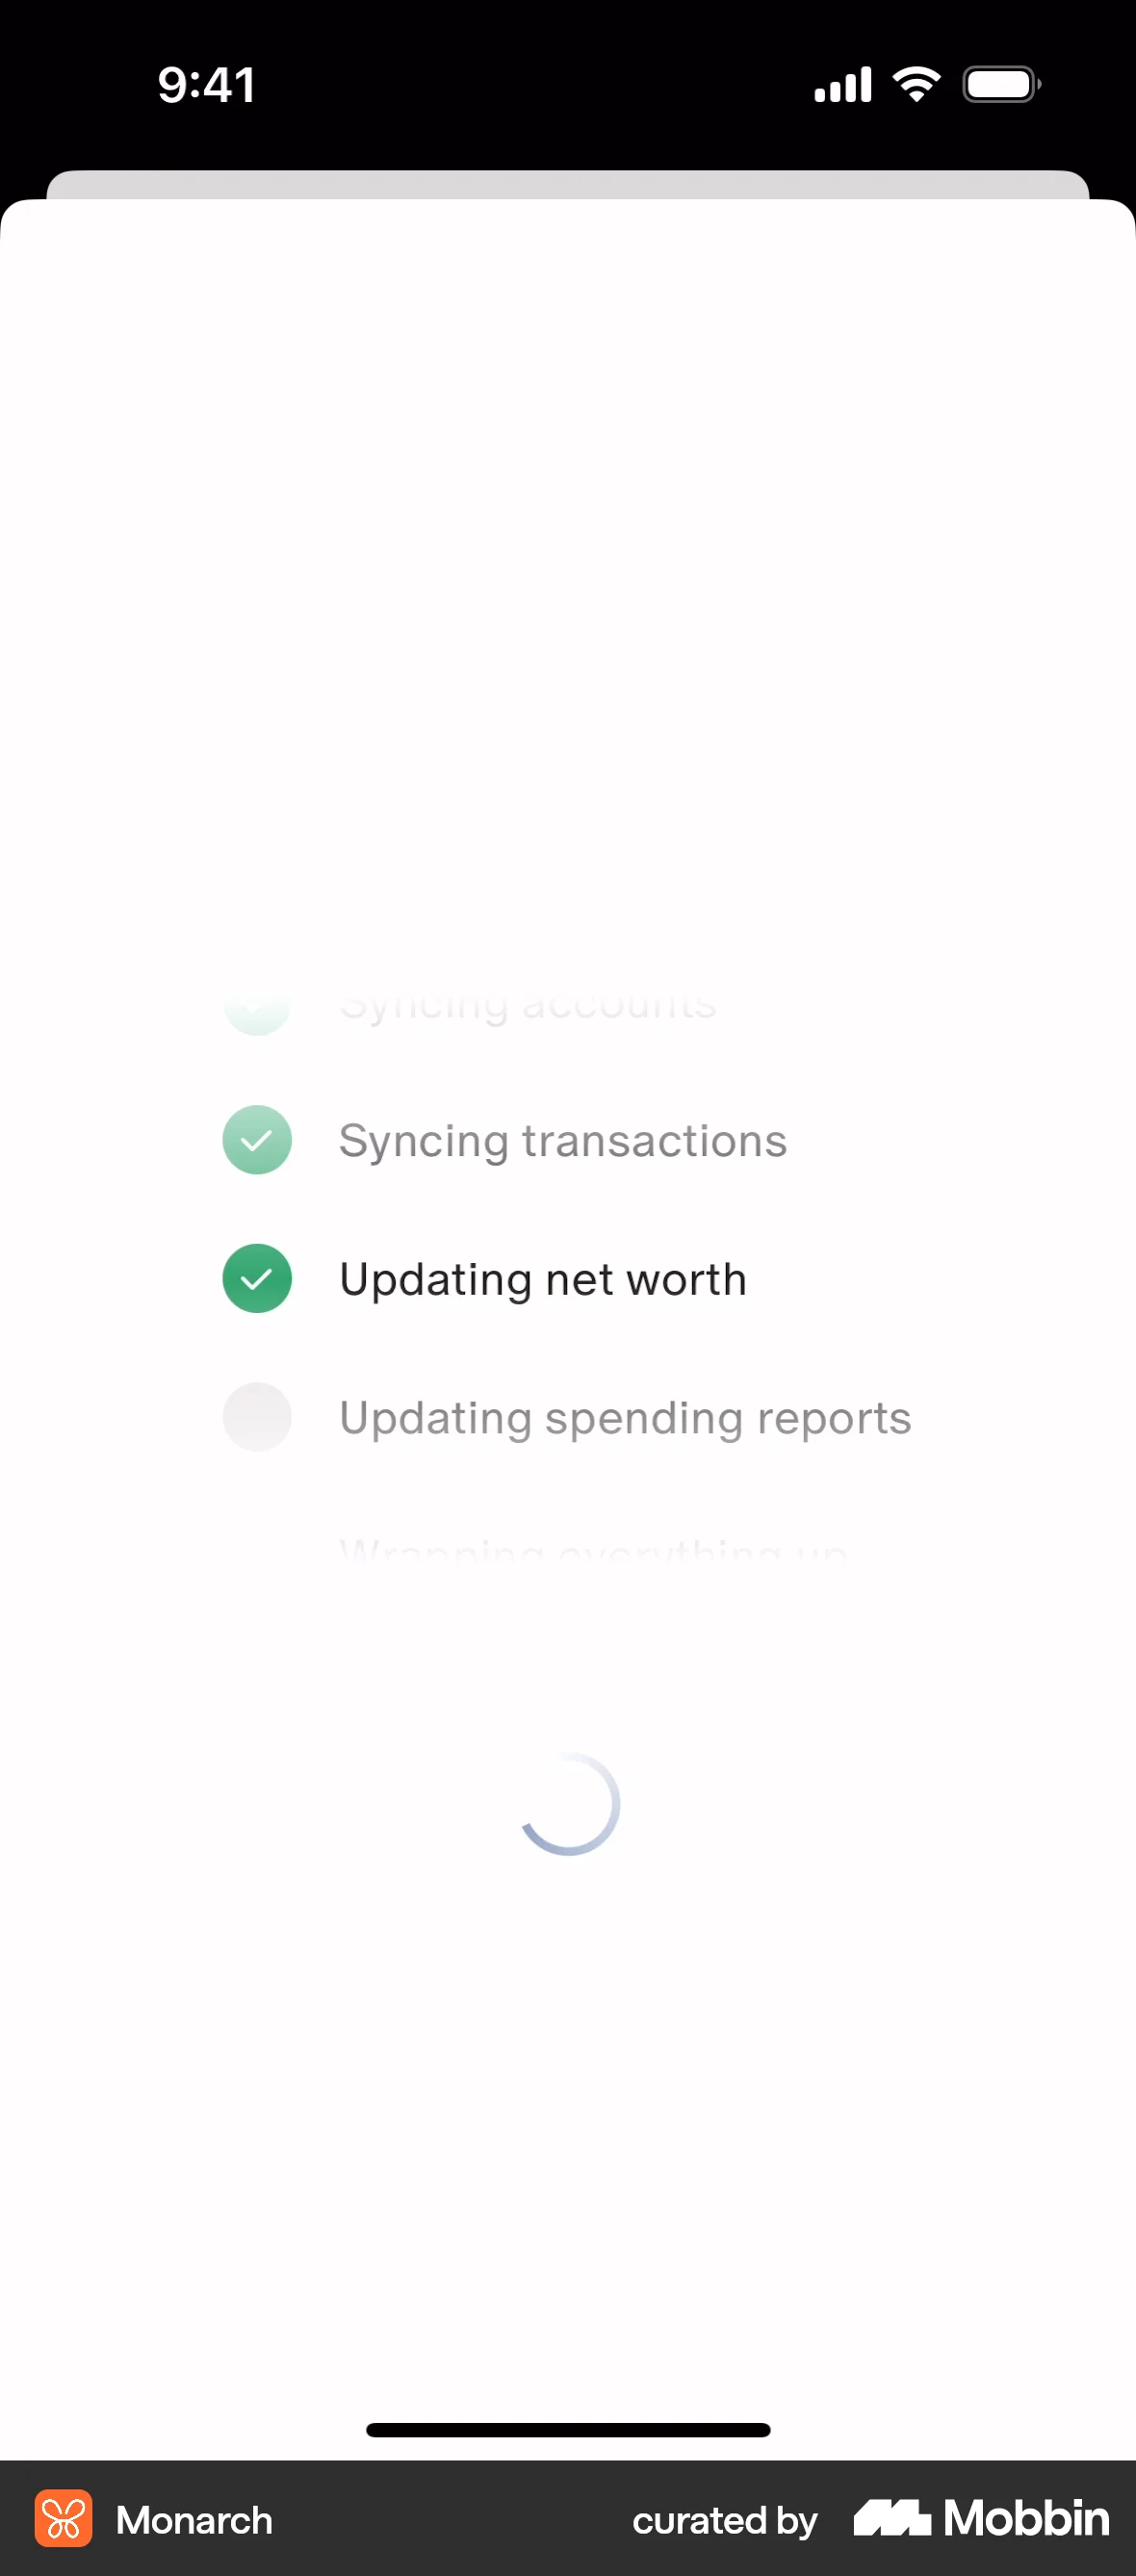 9:41
Syncing accounts
Syncing transactions
Updating net worth
Updating spending reports
Wrapping everything up
Monarch
curated by Mobbin